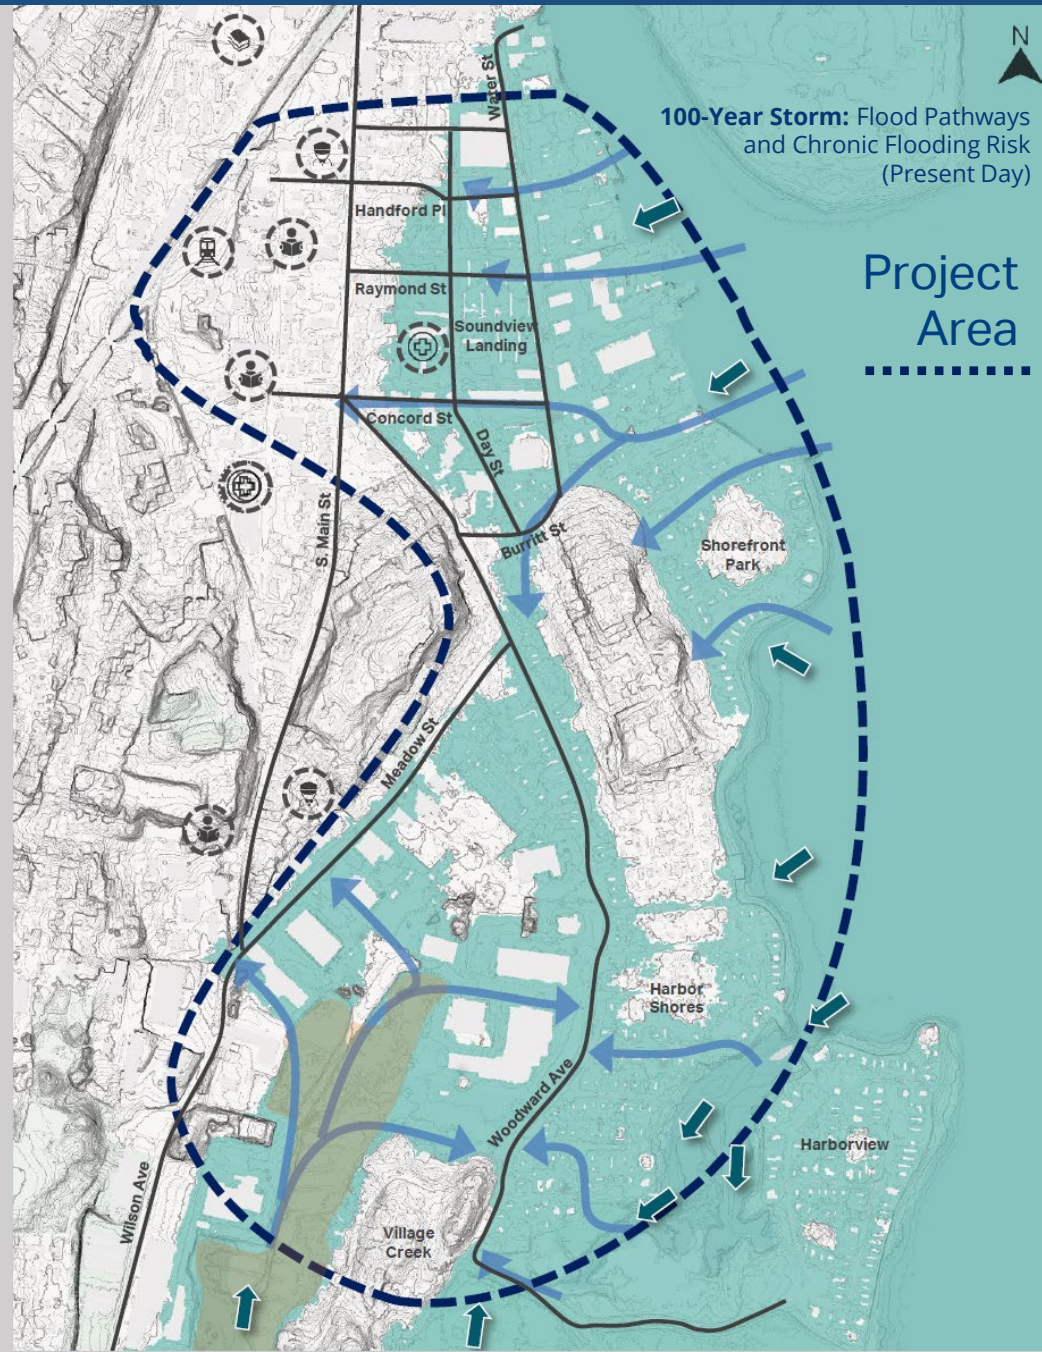 N
100-Year Storm: Flood Pathways
and Chronic Flooding Risk
(Present Day)
Project
Area
Water St
Handford Pl
Raymond St
Soundview
Landing
Concord St
Day St
Burritt St
S. Main St
Shorefront
Park
Meadow St
Harbor
Shores
Woodward Ave
Harborview
Wilson Ave
Village
Creek